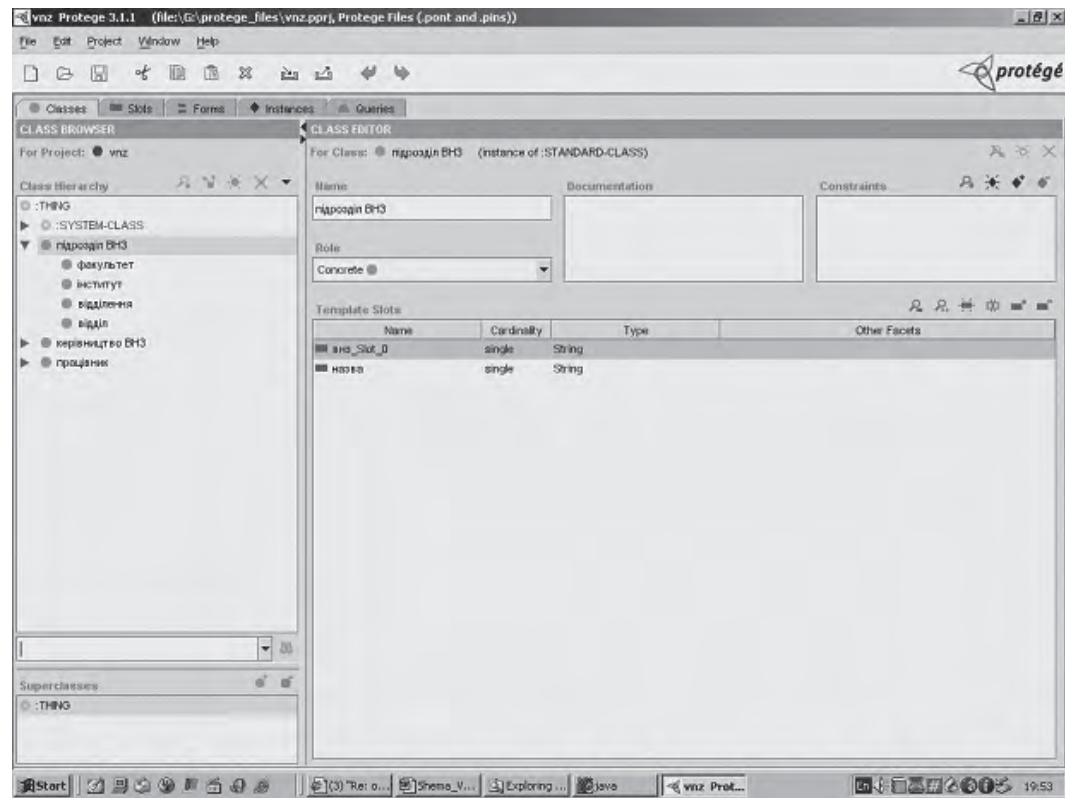 vnz Protege 3.1.1 (file:\G:\protege_files\vnz.pprj, Protege Files (.pont and .pins))
File Edit Project Window Help
protégé
Classes Slots Forms Instances Queries
CLASS BROWSER
For Project: vnz
Class Hierarchy
:THING
:SYSTEM-CLASS
підрозділ ВНЗ
факультет
інститут
відділення
відділ
керівництво ВНЗ
працівник
Superclasses
:THING
CLASS EDITOR
For Class: підрозділ ВНЗ (instance of :STANDARD-CLASS)
Name
підрозділ ВНЗ
Documentation
Constraints
Role
Concrete
Template Slots
Name Cardinality Type Other Facets
внз_Slot_0 single String
назва single String
Start (3) "Re: o... Shema_V... Exploring ... java vnz Prot... En 19:53